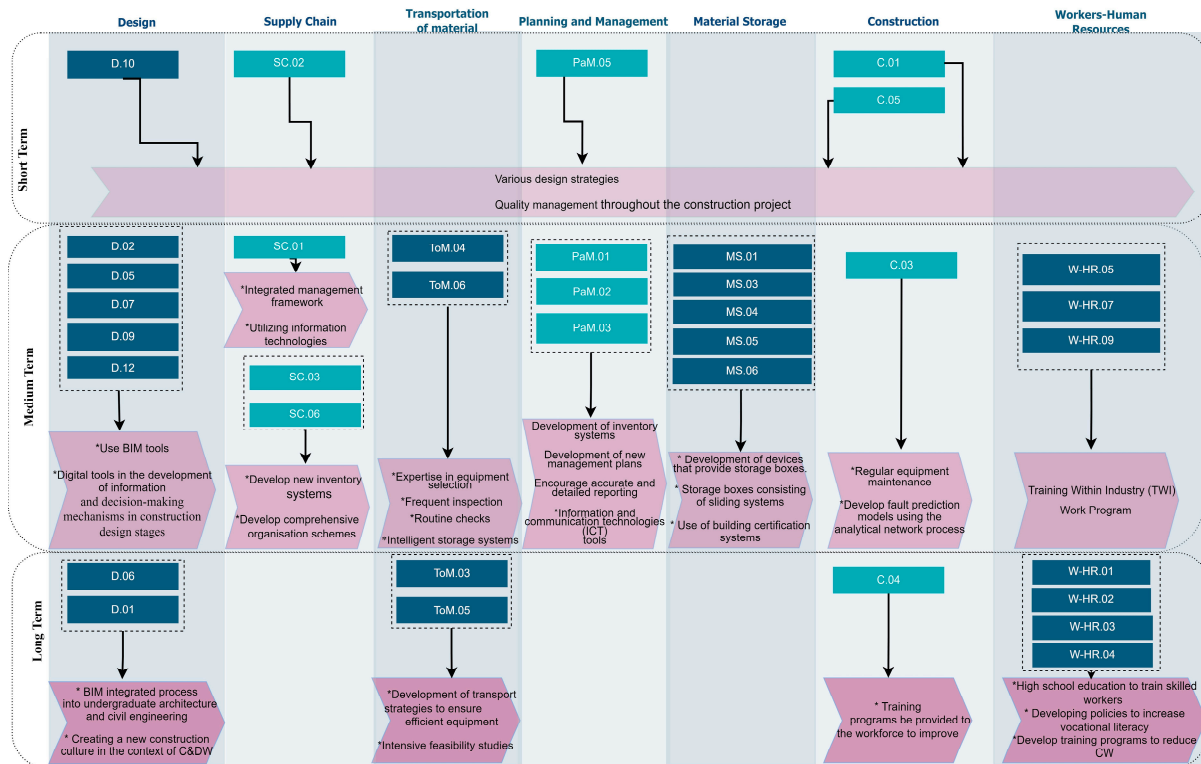 Design
Supply Chain
Transportation
of material
Planning and Management
Material Storage
Construction
Workers-Human
Resources
Short Term
D.10
SC.02
PaM.05
C.01
C.05
Various design strategies
Quality management throughout the construction project
Medium Term
D.02
D.05
D.07
D.09
D.12
*Use BIM tools
*Digital tools in the development
of information
and decision-making
mechanisms in construction
design stages
SC.01
*Integrated management
framework
*Utilizing information
technologies
SC.03
SC.06
*Develop new inventory
systems
*Develop comprehensive
organisation schemes
ToM.04
ToM.06
*Expertise in equipment
selection
*Frequent inspection
*Routine checks
*Intelligent storage systems
PaM.01
PaM.02
PaM.03
Development of inventory
systems
Development of new
management plans
Encourage accurate and
detailed reporting
*Information and
communication technologies
(ICT)
tools
MS.01
MS.03
MS.04
MS.05
MS.06
* Development of devices
that provide storage boxes.
* Storage boxes consisting
of sliding systems
* Use of building certification
systems
C.03
*Regular equipment
maintenance
*Develop fault prediction
models using the
analytical network process
W-HR.05
W-HR.07
W-HR.09
Training Within Industry (TWI)
Work Program
Long Term
D.06
D.01
* BIM integrated process
into undergraduate architecture
and civil engineering
* Creating a new construction
culture in the context of C&DW
ToM.03
ToM.05
*Development of transport
strategies to ensure
efficient equipment
*Intensive feasibility studies
C.04
* Training
programs be provided to
the workforce to improve
W-HR.01
W-HR.02
W-HR.03
W-HR.04
*High school education to train skilled
workers
* Developing policies to increase
vocational literacy
*Develop training programs to reduce
CW